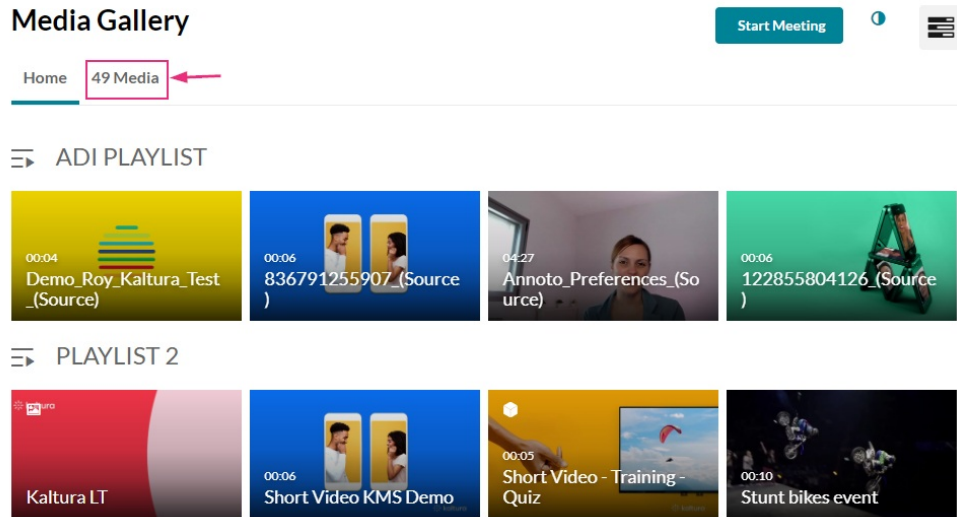 Media Gallery
Start Meeting
Home
49 Media
ADI PLAYLIST
00:04
Demo_Roy_Kaltura_Test
_(Source)
00:06
836791255907_(Source
)
04:27
Annoto_Preferences_(So
urce)
00:06
122855804126_(Source
)
PLAYLIST 2
Kaltura LT
00:06
Short Video KMS Demo
kaltura
00:05
Short Video - Training -
Quiz
kaltura
00:10
Stunt bikes event